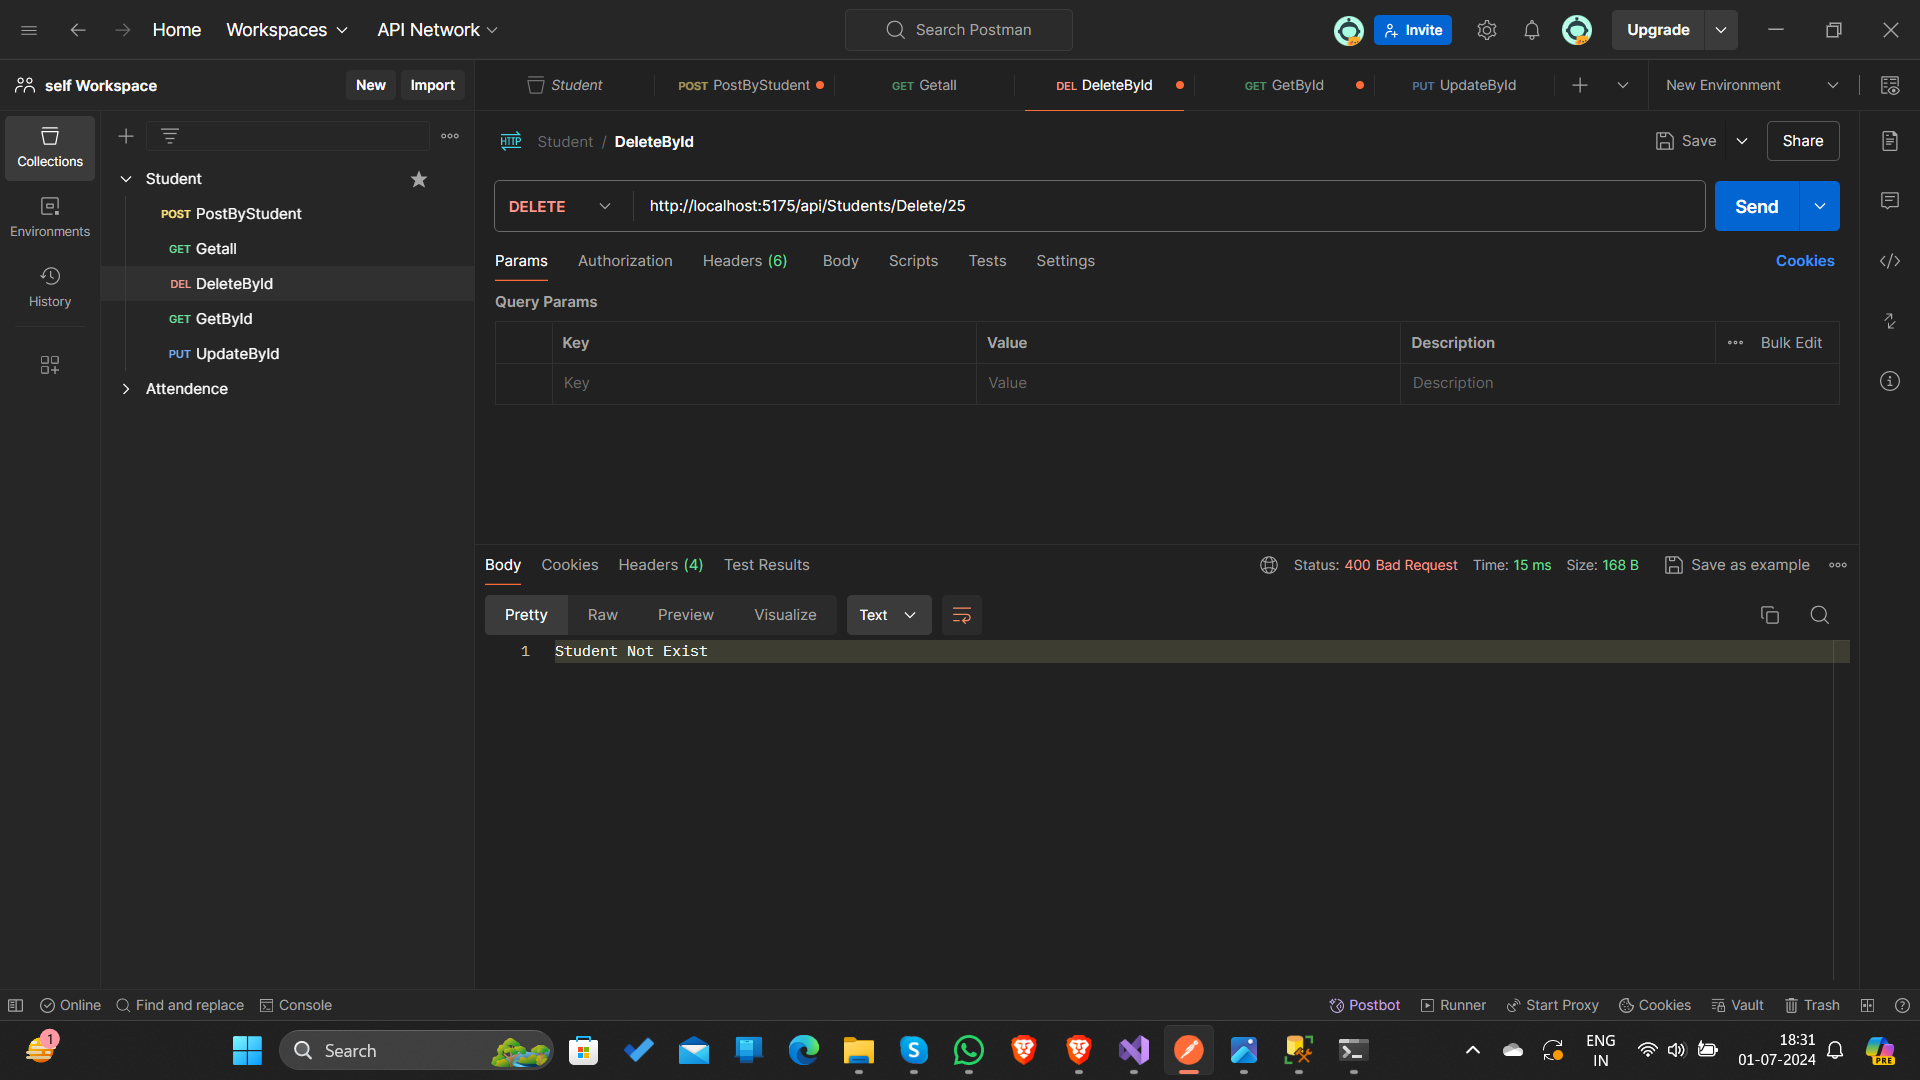 Home
Workspaces
API Network
Search Postman
Invite
Upgrade
self Workspace
New
Import
Student
POST PostByStudent
GET Getall
DEL DeleteById
GET GetById
PUT UpdateById
New Environment
Collections
Environments
History
Student
POST PostByStudent
GET Getall
DEL DeleteById
GET GetById
PUT UpdateById
Attendence
HTTP
Student / DeleteById
Save
Share
DELETE
http://localhost:5175/api/Students/Delete/25
Send
Params
Authorization
Headers (6)
Body
Scripts
Tests
Settings
Cookies
Query Params
Key
Value
Description
Bulk Edit
Key
Value
Description
Body
Cookies
Headers (4)
Test Results
Status: 400 Bad Request
Time: 15 ms
Size: 168 B
Save as example
Pretty
Raw
Preview
Visualize
Text
1
Student Not Exist
Online
Find and replace
Console
Postbot
Runner
Start Proxy
Cookies
Vault
Trash
1
Search
ENG
IN
18:31
01-07-2024
PRE